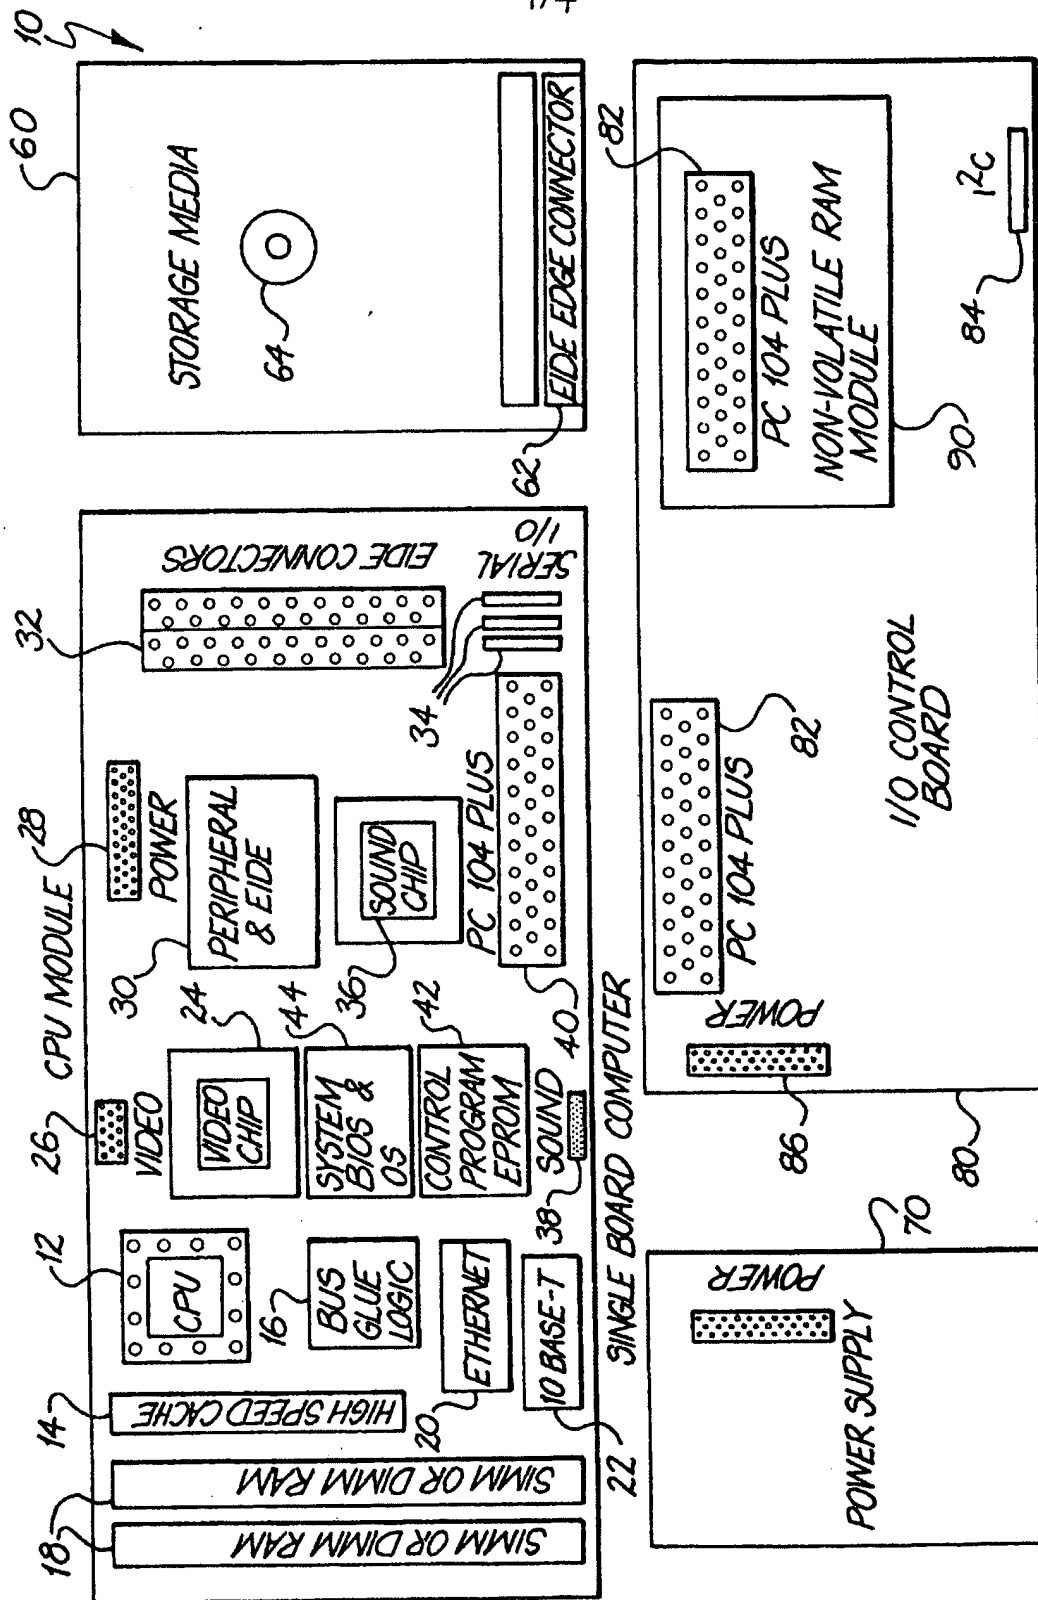 1/4
10
CPU MODULE
18
14
12
26
28
32
SIMM OR DIMM RAM
SIMM OR DIMM RAM
HIGH SPEED CACHE
CPU
16
BUS
GLUE
LOGIC
20
ETHERNET
10 BASE-T
22
VIDEO
24
VIDEO
CHIP
44
SYSTEM
BIOS &
OS
42
CONTROL
PROGRAM
EPROM
SOUND
38
POWER
30
PERIPHERAL
& EIDE
36
SOUND
CHIP
PC 104 PLUS
40
EIDE CONNECTORS
34
SERIAL
I/O
SINGLE BOARD COMPUTER
60
STORAGE MEDIA
64
62
EIDE EDGE CONNECTOR
70
POWER
POWER SUPPLY
80
86
POWER
PC 104 PLUS
82
I/O CONTROL
BOARD
82
PC 104 PLUS
NON-VOLATILE RAM
MODULE
90
84
I2C